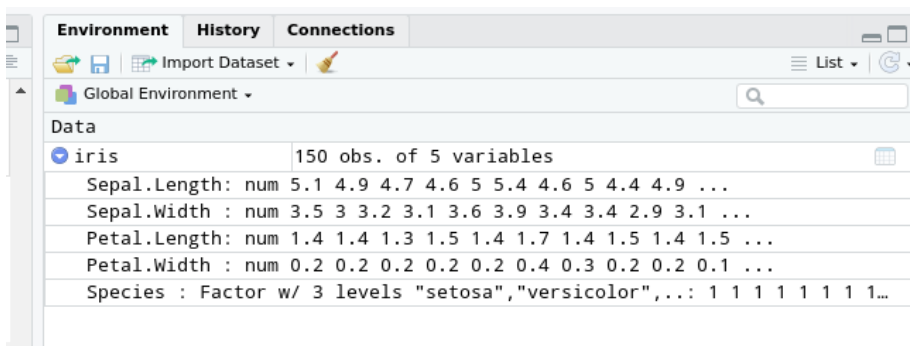 Environment History Connections
Import Dataset List
Global Environment
Data
iris 150 obs. of 5 variables
Sepal.Length: num 5.1 4.9 4.7 4.6 5 5.4 4.6 5 4.4 4.9 ...
Sepal.Width : num 3.5 3 3.2 3.1 3.6 3.9 3.4 3.4 2.9 3.1 ...
Petal.Length: num 1.4 1.4 1.3 1.5 1.4 1.7 1.4 1.5 1.4 1.5 ...
Petal.Width : num 0.2 0.2 0.2 0.2 0.2 0.4 0.3 0.2 0.2 0.1 ...
Species : Factor w/ 3 levels "setosa","versicolor",..: 1 1 1 1 1 1 1 1…